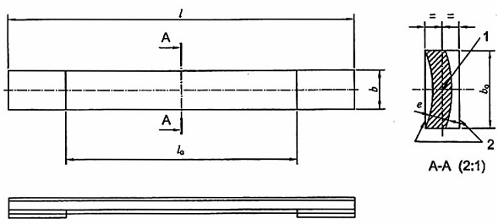 l
A
A
b
l₀
= =
1
b₀
e
2
A-A (2:1)